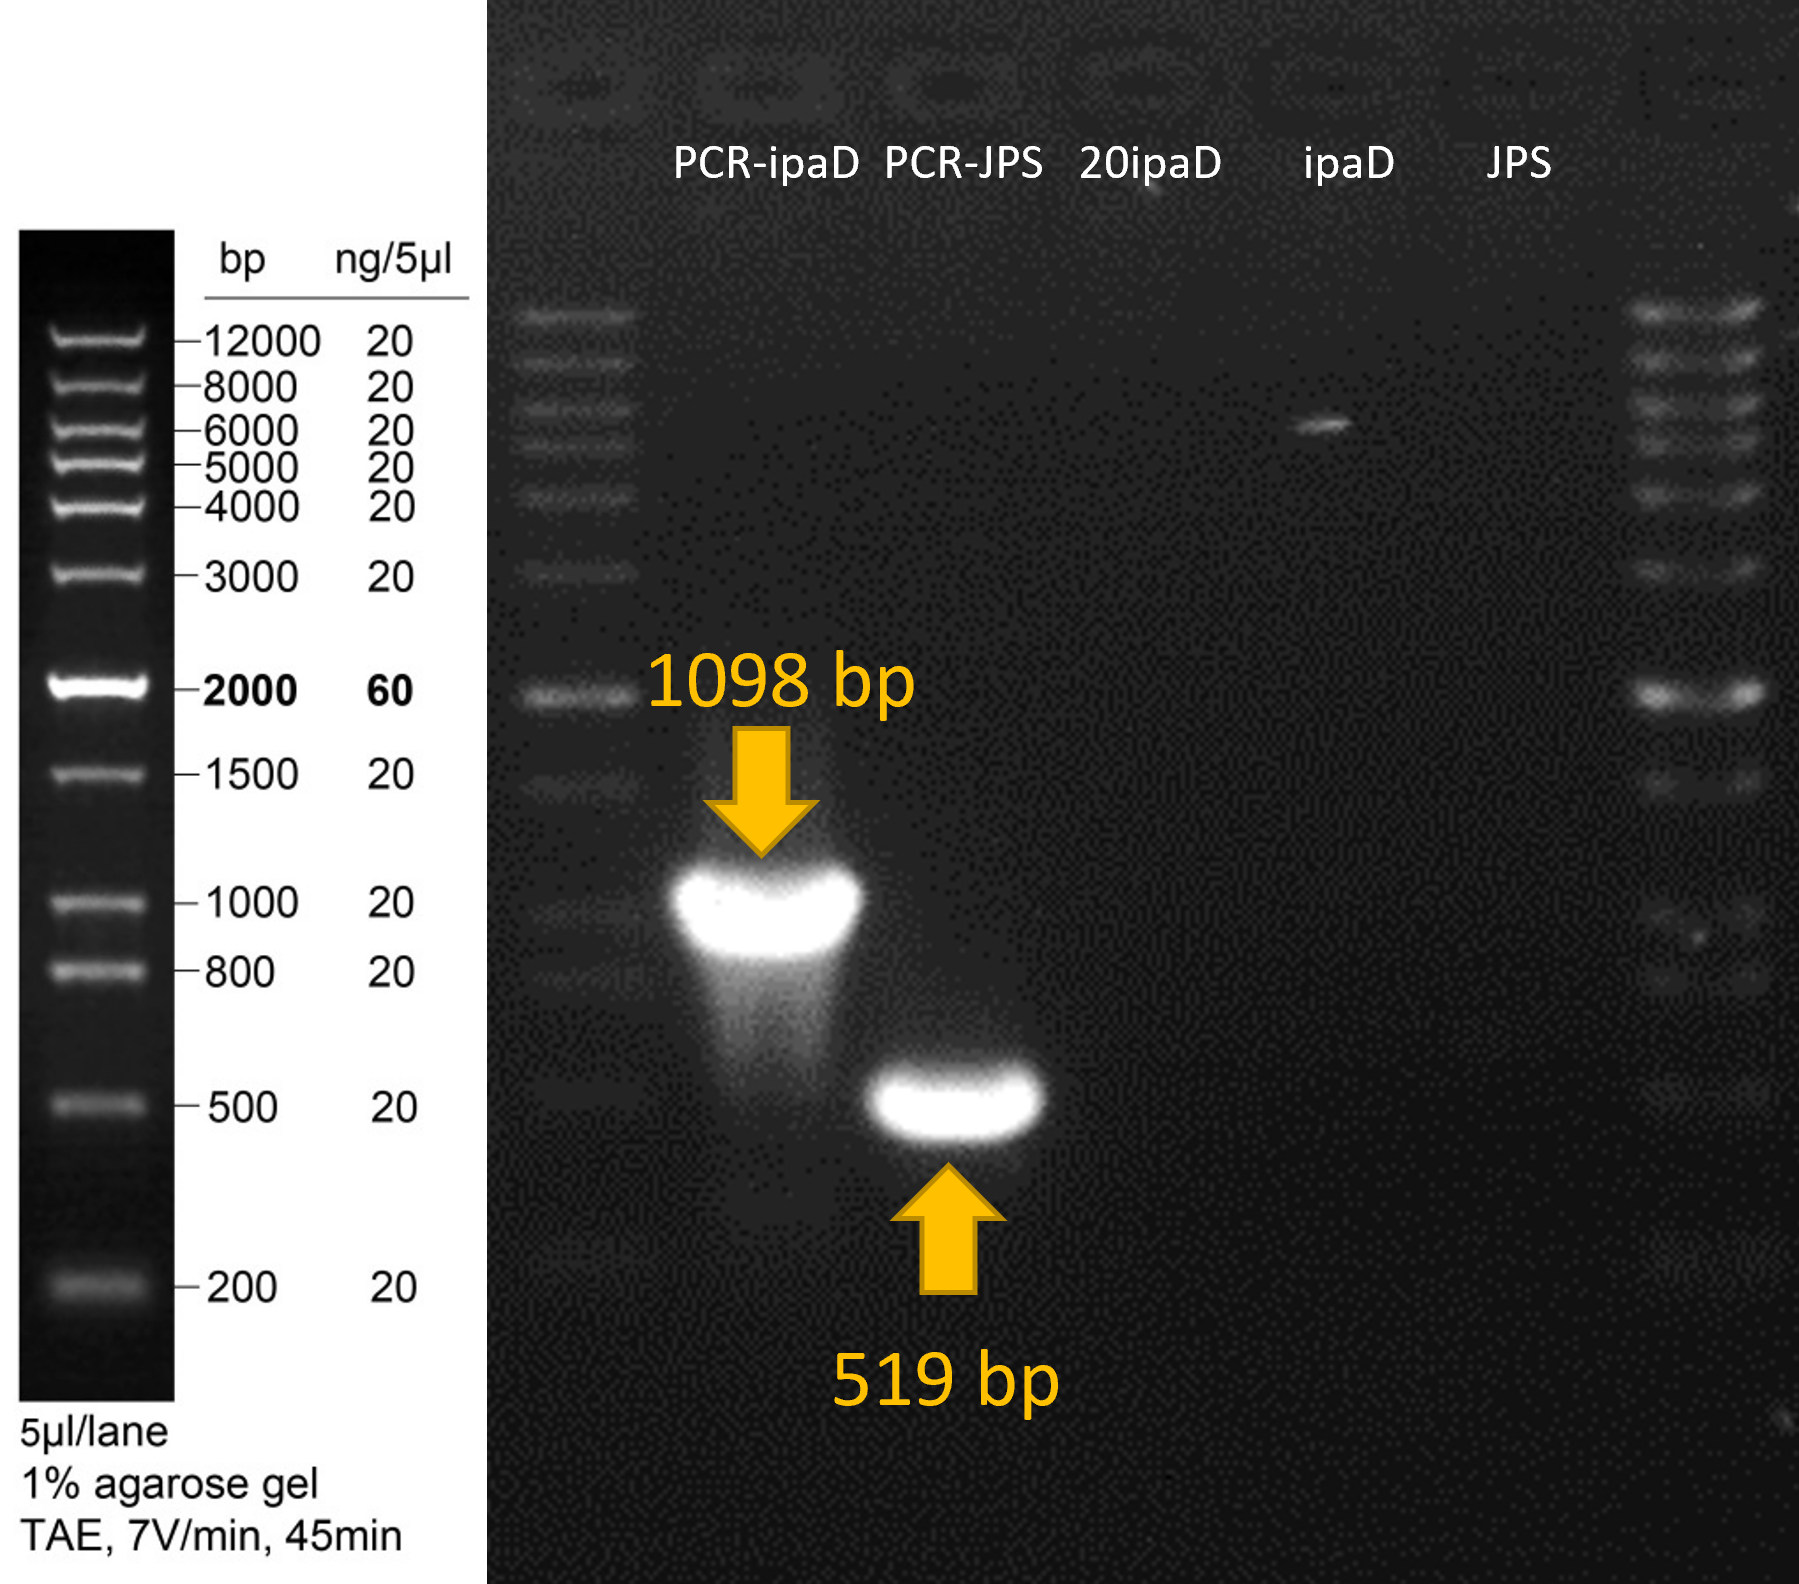 bp ng/5µl
12000 20
8000 20
6000 20
5000 20
4000 20
3000 20
2000 60
1500 20
1000 20
800 20
500 20
200 20
5µl/lane
1% agarose gel
TAE, 7V/min, 45min
PCR-ipaD PCR-JPS 20ipaD ipaD JPS
1098 bp
519 bp